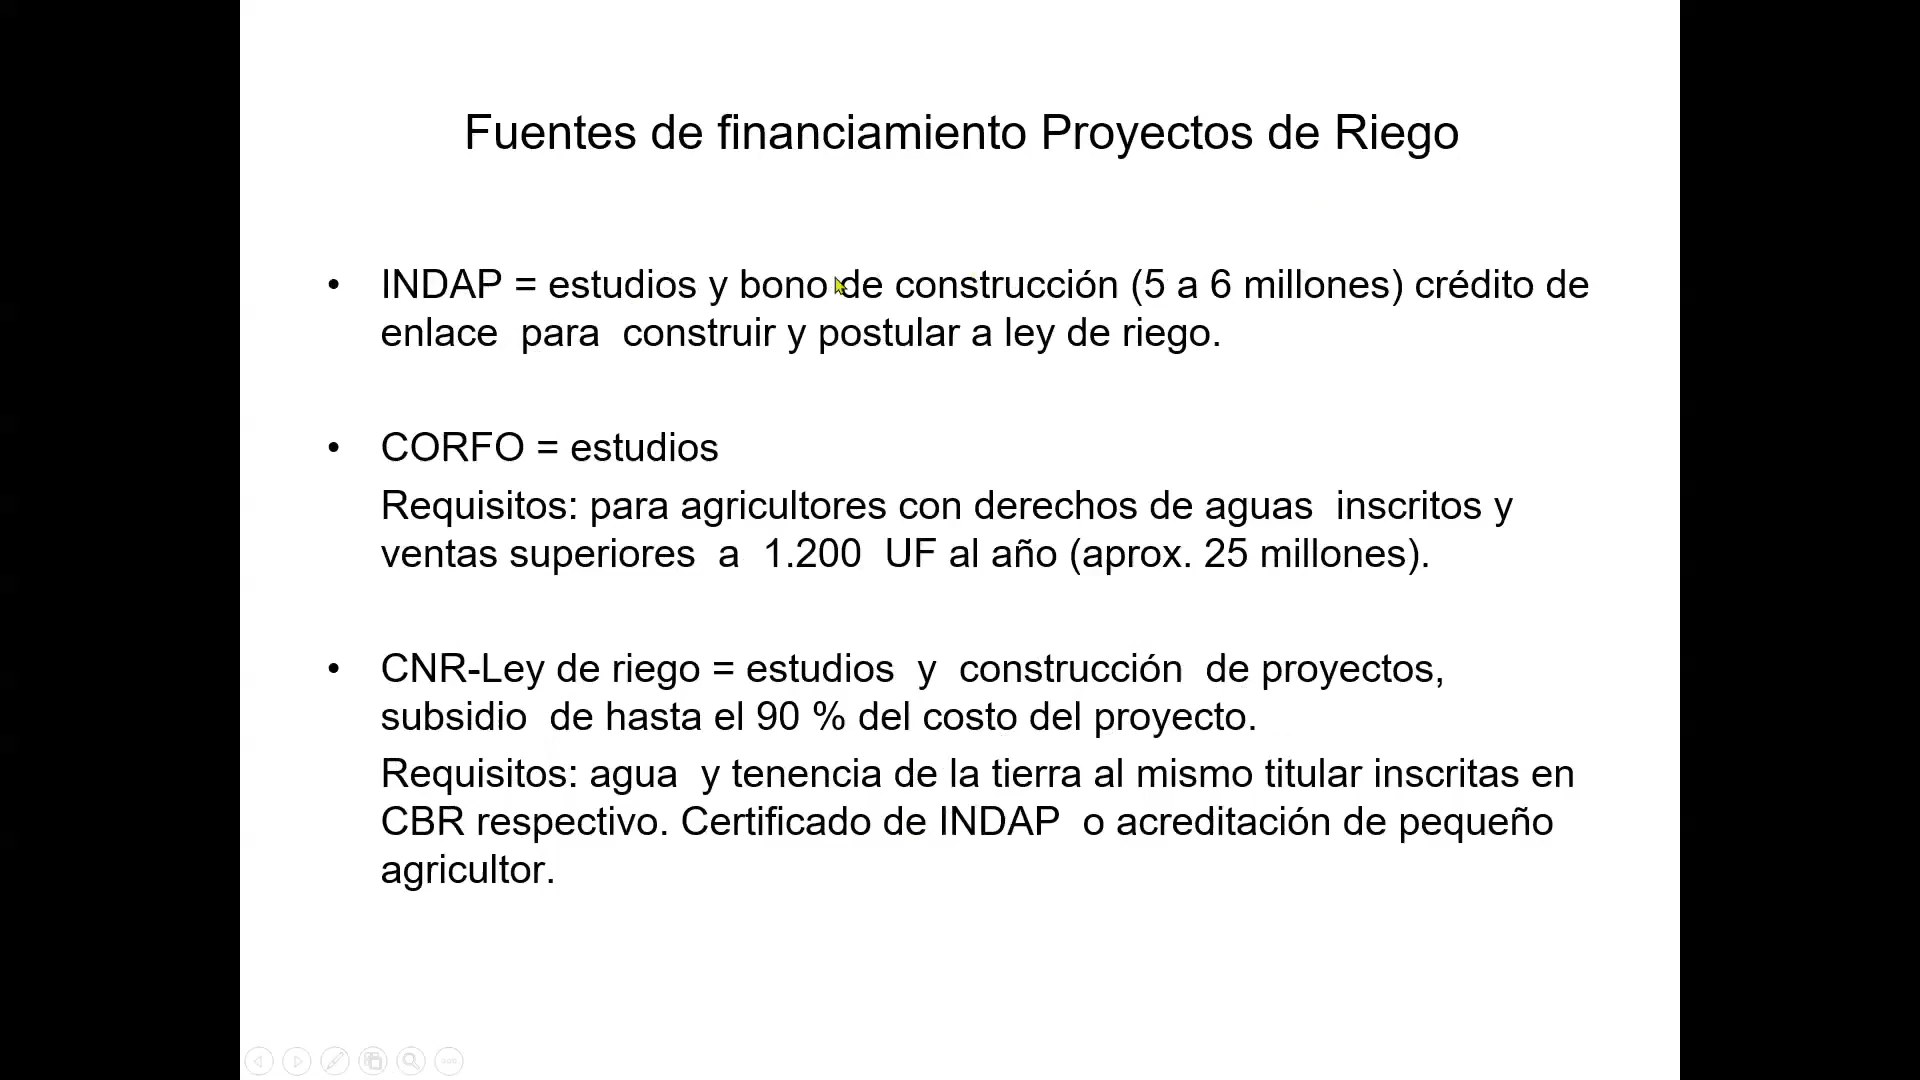 Fuentes de financiamiento Proyectos de Riego
• INDAP = estudios y bono de construcción (5 a 6 millones) crédito de
enlace para construir y postular a ley de riego.
• CORFO = estudios
Requisitos: para agricultores con derechos de aguas inscritos y
ventas superiores a 1.200 UF al año (aprox. 25 millones).
• CNR-Ley de riego = estudios y construcción de proyectos,
subsidio de hasta el 90 % del costo del proyecto.
Requisitos: agua y tenencia de la tierra al mismo titular inscritas en
CBR respectivo. Certificado de INDAP o acreditación de pequeño
agricultor.